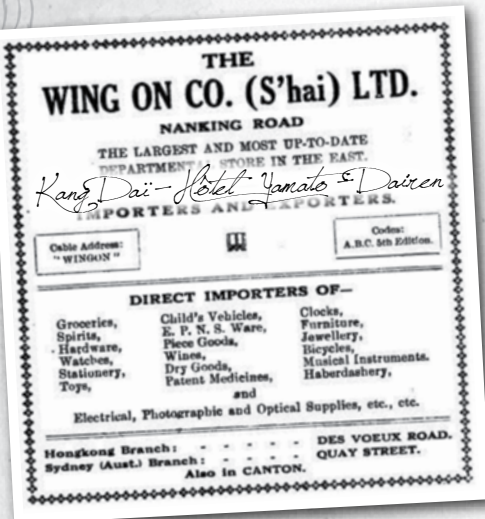 THE
WING ON CO. (S'hai) LTD.
NANKING ROAD
THE LARGEST AND MOST UP-TO-DATE
DEPARTMENTAL STORE IN THE EAST.
Kang Daï - Hôtel Yamato - Dairen
IMPORTERS AND EXPORTERS.
Cable Address:
"WINGON"
Codes:
A.B.C. 5th Edition.
DIRECT IMPORTERS OF—
Groceries,
Spirits,
Hardware,
Watches,
Stationery,
Toys,
Child's Vehicles,
E. P. N. S. Ware,
Piece Goods,
Wines,
Dry Goods,
Patent Medicines,
Clocks,
Furniture,
Jewellery,
Bicycles,
Musical Instruments.
Haberdashery,
and
Electrical, Photographic and Optical Supplies, etc., etc.
Hongkong Branch: - - - - - DES VOEUX ROAD.
Sydney (Aust.) Branch: - - - - - QUAY STREET.
Also in CANTON.